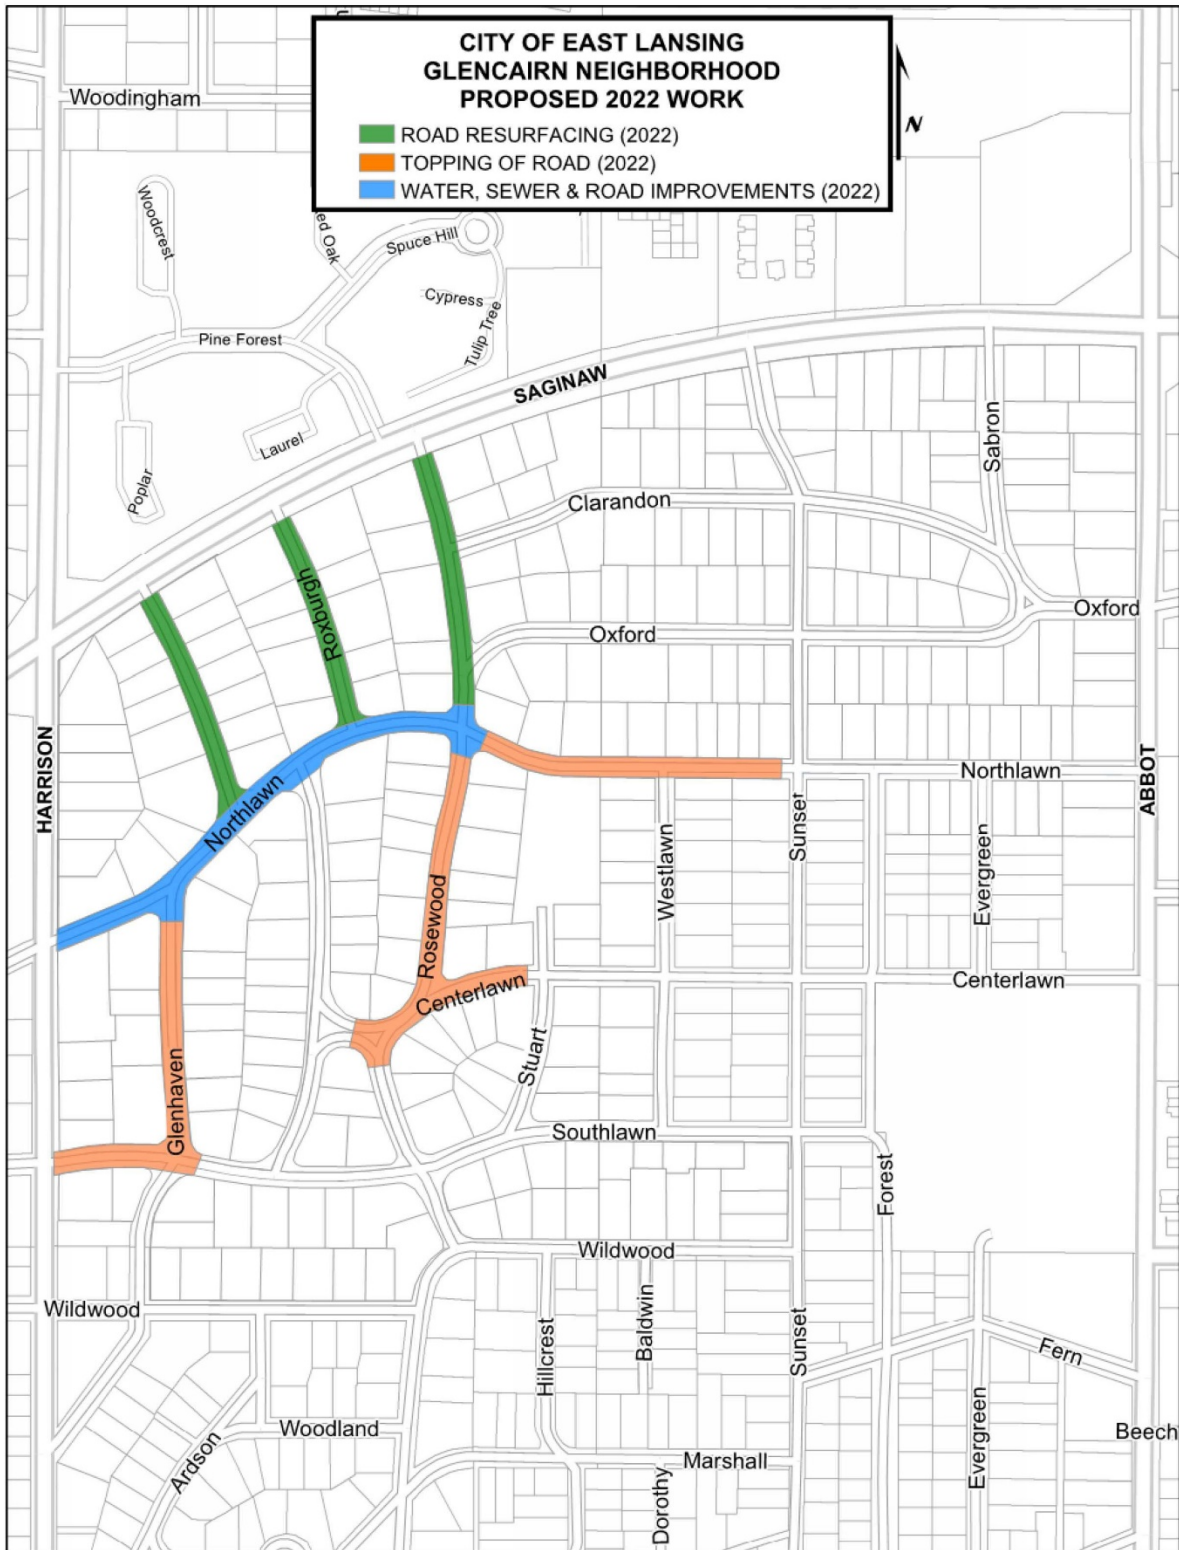 CITY OF EAST LANSING
GLENCAIRN NEIGHBORHOOD
PROPOSED 2022 WORK
ROAD RESURFACING (2022)
TOPPING OF ROAD (2022)
WATER, SEWER & ROAD IMPROVEMENTS (2022)
N
Woodingham
Woodcrest
ed Oak
Spuce Hill
Cypress
Tulip Tree
Pine Forest
SAGINAW
Laurel
Poplar
Sabron
Clarandon
Roxburgh
Oxford
Oxford
HARRISON
Northlawn
Northlawn
ABBOT
Sunset
Westlawn
Evergreen
Rosewood
Centerlawn
Centerlawn
Stuart
Glenhaven
Southlawn
Forest
Wildwood
Wildwood
Baldwin
Hillcrest
Sunset
Fern
Evergreen
Woodland
Ardson
Beech
Marshall
Dorothy